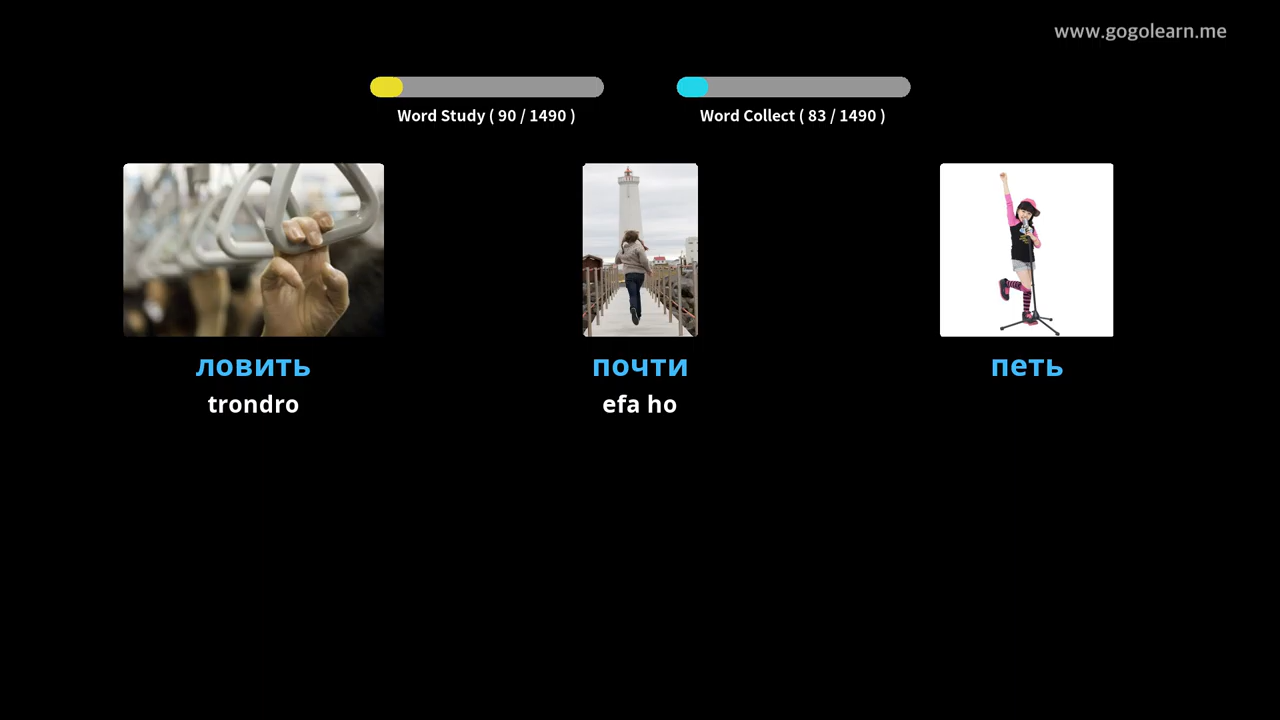 www.gogolearn.me
Word Study ( 90 / 1490 )
Word Collect ( 83 / 1490 )
ловить
trondro
почти
efa ho
петь